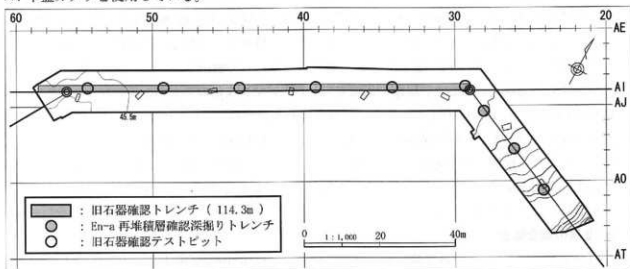 60 50 40 30 20
AE
AI
AJ
45.5m
AO
AT
：旧石器確認トレンチ（114.3m）
：En-a 再堆積層確認深掘りトレンチ
：旧石器確認テストピット
0 1:1,000 20 40m